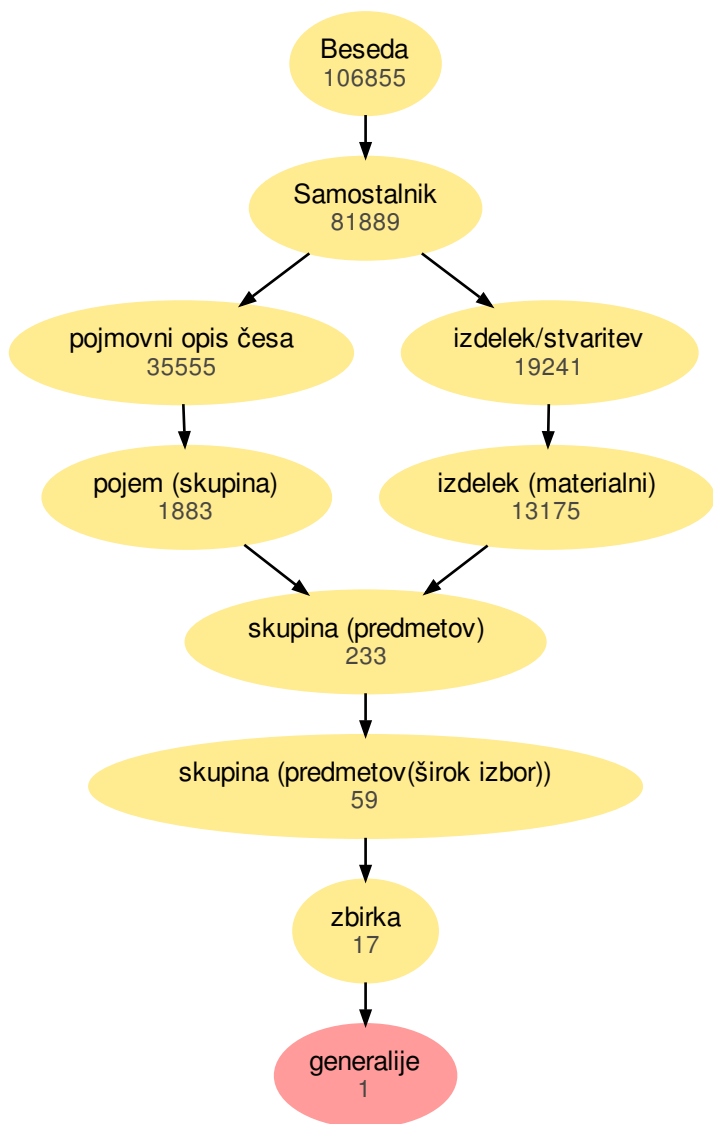 Beseda
106855
Samostalnik
81889
pojmovni opis česa
35555
izdelek/stvaritev
19241
pojem (skupina)
1883
izdelek (materialni)
13175
skupina (predmetov)
233
skupina (predmetov(širok izbor))
59
zbirka
17
generalije
1